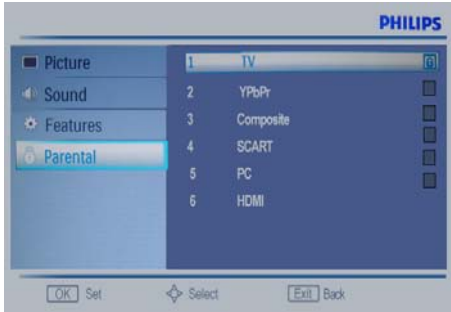 PHILIPS
Picture
Sound
Features
Parental
1 TV
2 YPbPr
3 Composite
4 SCART
5 PC
6 HDMI
OK Set
Select
Exit Back